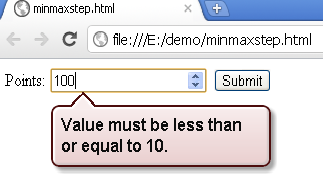 minmaxstep.html
file:///E:/demo/minmaxstep.html
Points: 100 Submit
Value must be less than
or equal to 10.